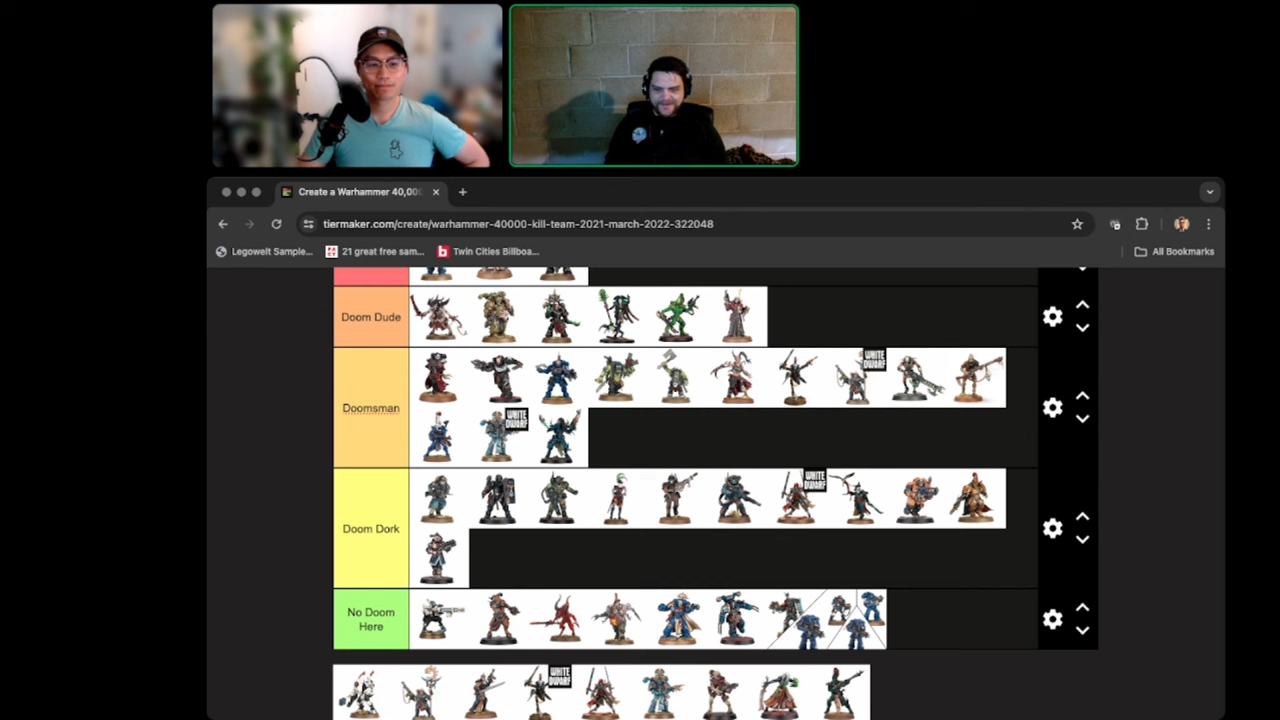 Create a Warhammer 40,00
tiermaker.com/create/warhammer-40000-kill-team-2021-march-2022-322048
Legowelt Sample...
21 great free sam...
Twin Cities Billboa...
All Bookmarks
Doom Dude
Doomsman
WHITE DWARF
WHITE DWARF
Doom Dork
WHITE DWARF
No Doom
Here
WHITE DWARF